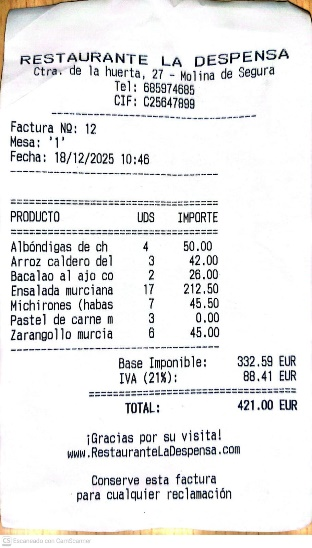 RESTAURANTE LA DESPENSA
Ctra. de la huerta, 27 - Molina de Segura
Tel: 685974685
CIF: C25647899
Factura Nº: 12
Mesa: '1'
Fecha: 18/12/2025 10:46
PRODUCTO UDS IMPORTE
Albóndigas de ch 4 50.00
Arroz caldero del 3 42.00
Bacalao al ajo co 2 26.00
Ensalada murciana 17 212.50
Michirones (habas 7 45.50
Pastel de carne m 3 0.00
Zarangollo murcia 6 45.00
Base Imponible: 332.59 EUR
IVA (21%): 88.41 EUR
TOTAL: 421.00 EUR
¡Gracias por su visita!
www.RestauranteLaDespensa.com
Conserve esta factura
para cualquier reclamación
CS Escaneado con CamScanner